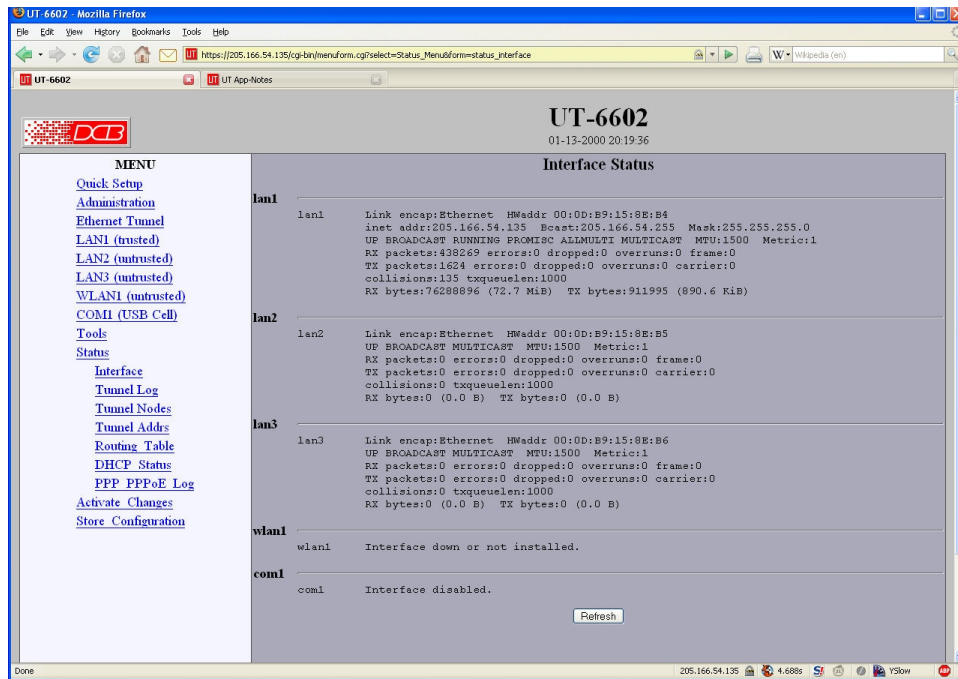 UT-6602 - Mozilla Firefox
File Edit View History Bookmarks Tools Help
https://205.166.54.135/cgi-bin/menuform.cgi?select=Status_Menu&form=status_interface
Wikipedia (en)
UT-6602
UT App-Notes
DCB
UT-6602
01-13-2000 20:19:36
MENU
Quick Setup
Administration
Ethernet Tunnel
LAN1 (trusted)
LAN2 (untrusted)
LAN3 (untrusted)
WLAN1 (untrusted)
COM1 (USB Cell)
Tools
Status
Interface
Tunnel Log
Tunnel Nodes
Tunnel Addrs
Routing Table
DHCP Status
PPP PPPoE Log
Activate Changes
Store Configuration
Interface Status
lan1
lan1 Link encap:Ethernet HWaddr 00:0D:B9:15:8E:B4
inet addr:205.166.54.135 Bcast:205.166.54.255 Mask:255.255.255.0
UP BROADCAST RUNNING PROMISC ALLMULTI MULTICAST MTU:1500 Metric:1
RX packets:438269 errors:0 dropped:0 overruns:0 frame:0
TX packets:1624 errors:0 dropped:0 overruns:0 carrier:0
collisions:135 txqueuelen:1000
RX bytes:76288896 (72.7 MiB) TX bytes:911995 (890.6 KiB)
lan2
lan2 Link encap:Ethernet HWaddr 00:0D:B9:15:8E:B5
UP BROADCAST MULTICAST MTU:1500 Metric:1
RX packets:0 errors:0 dropped:0 overruns:0 frame:0
TX packets:0 errors:0 dropped:0 overruns:0 carrier:0
collisions:0 txqueuelen:1000
RX bytes:0 (0.0 B) TX bytes:0 (0.0 B)
lan3
lan3 Link encap:Ethernet HWaddr 00:0D:B9:15:8E:B6
UP BROADCAST MULTICAST MTU:1500 Metric:1
RX packets:0 errors:0 dropped:0 overruns:0 frame:0
TX packets:0 errors:0 dropped:0 overruns:0 carrier:0
collisions:0 txqueuelen:1000
RX bytes:0 (0.0 B) TX bytes:0 (0.0 B)
wlan1
wlan1 Interface down or not installed.
com1
com1 Interface disabled.
Refresh
Done
205.166.54.135 4.688s YSlow ABP